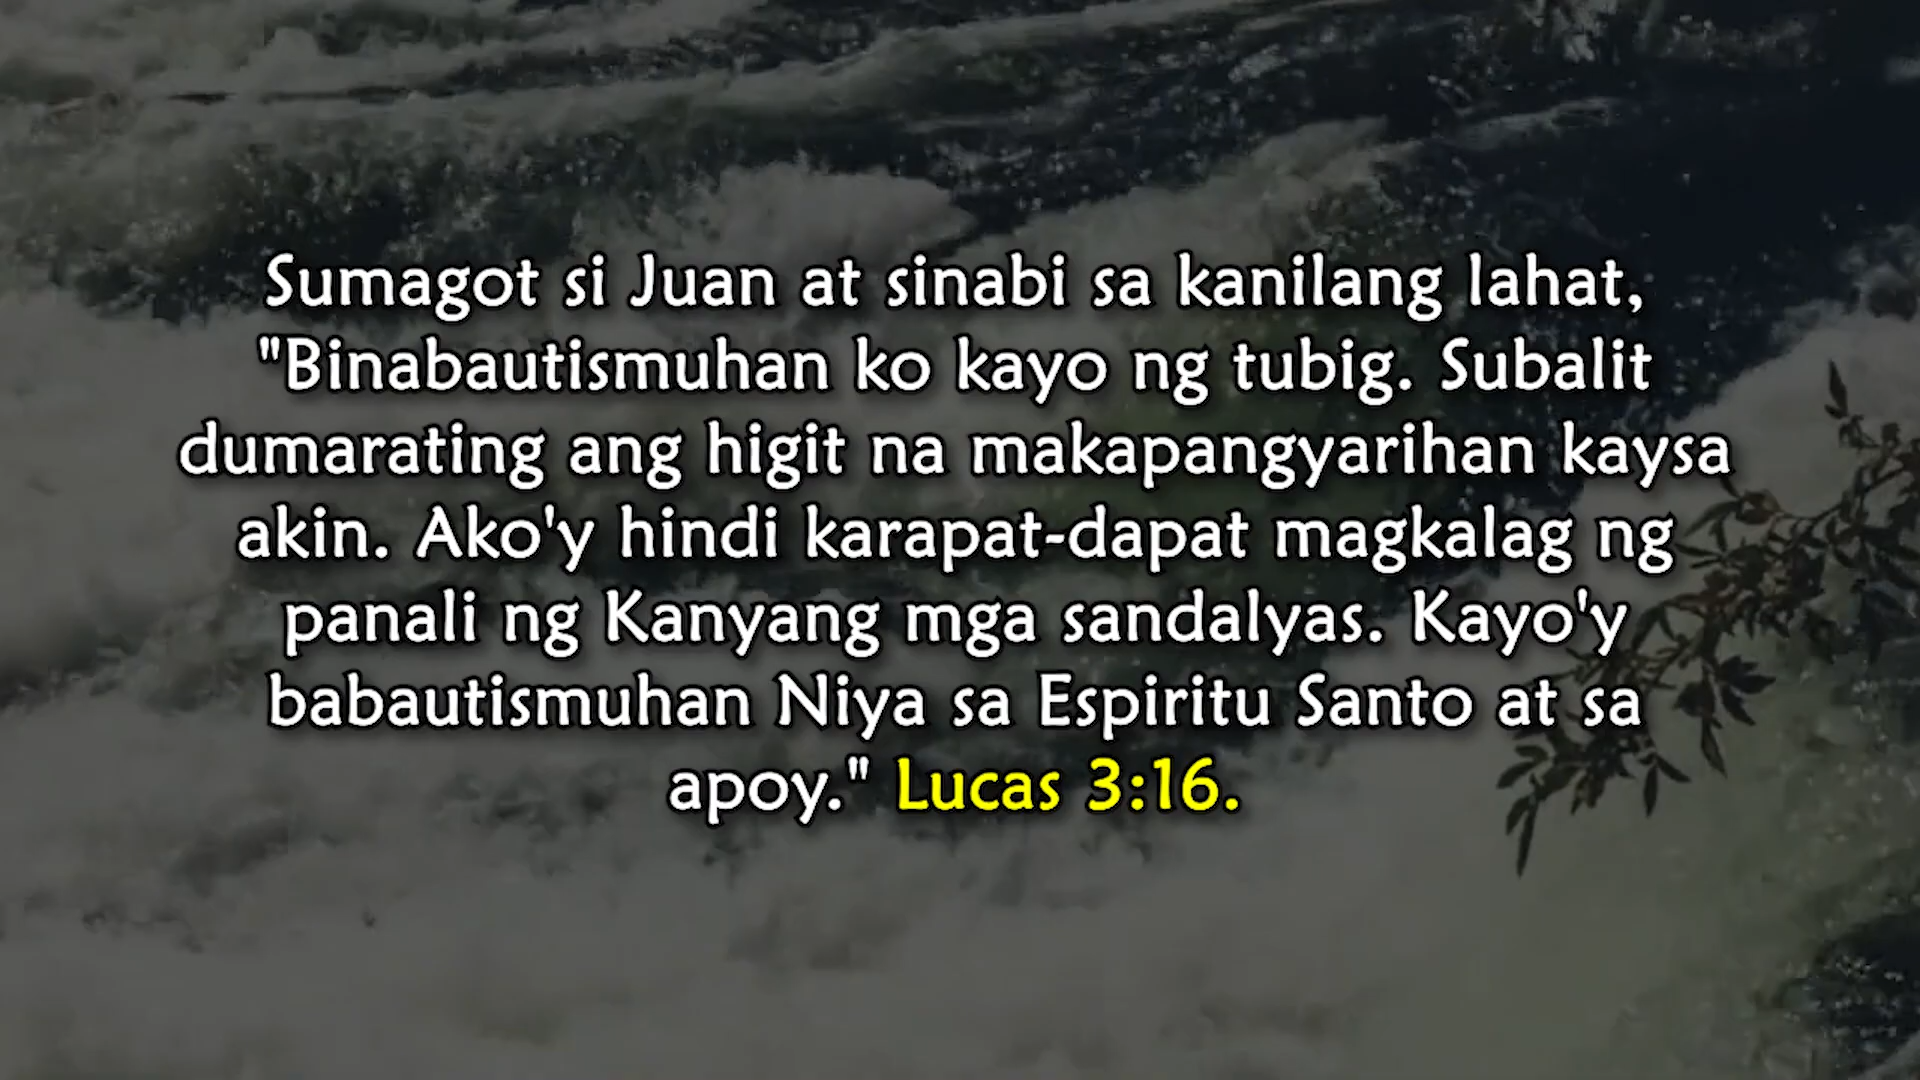 Sumagot si Juan at sinabi sa kanilang lahat,
"Binabautismuhan ko kayo ng tubig. Subalit
dumarating ang higit na makapangyarihan kaysa
akin. Ako'y hindi karapat-dapat magkalag ng
panali ng Kanyang mga sandalyas. Kayo'y
babautismuhan Niya sa Espiritu Santo at sa
apoy." Lucas 3:16.